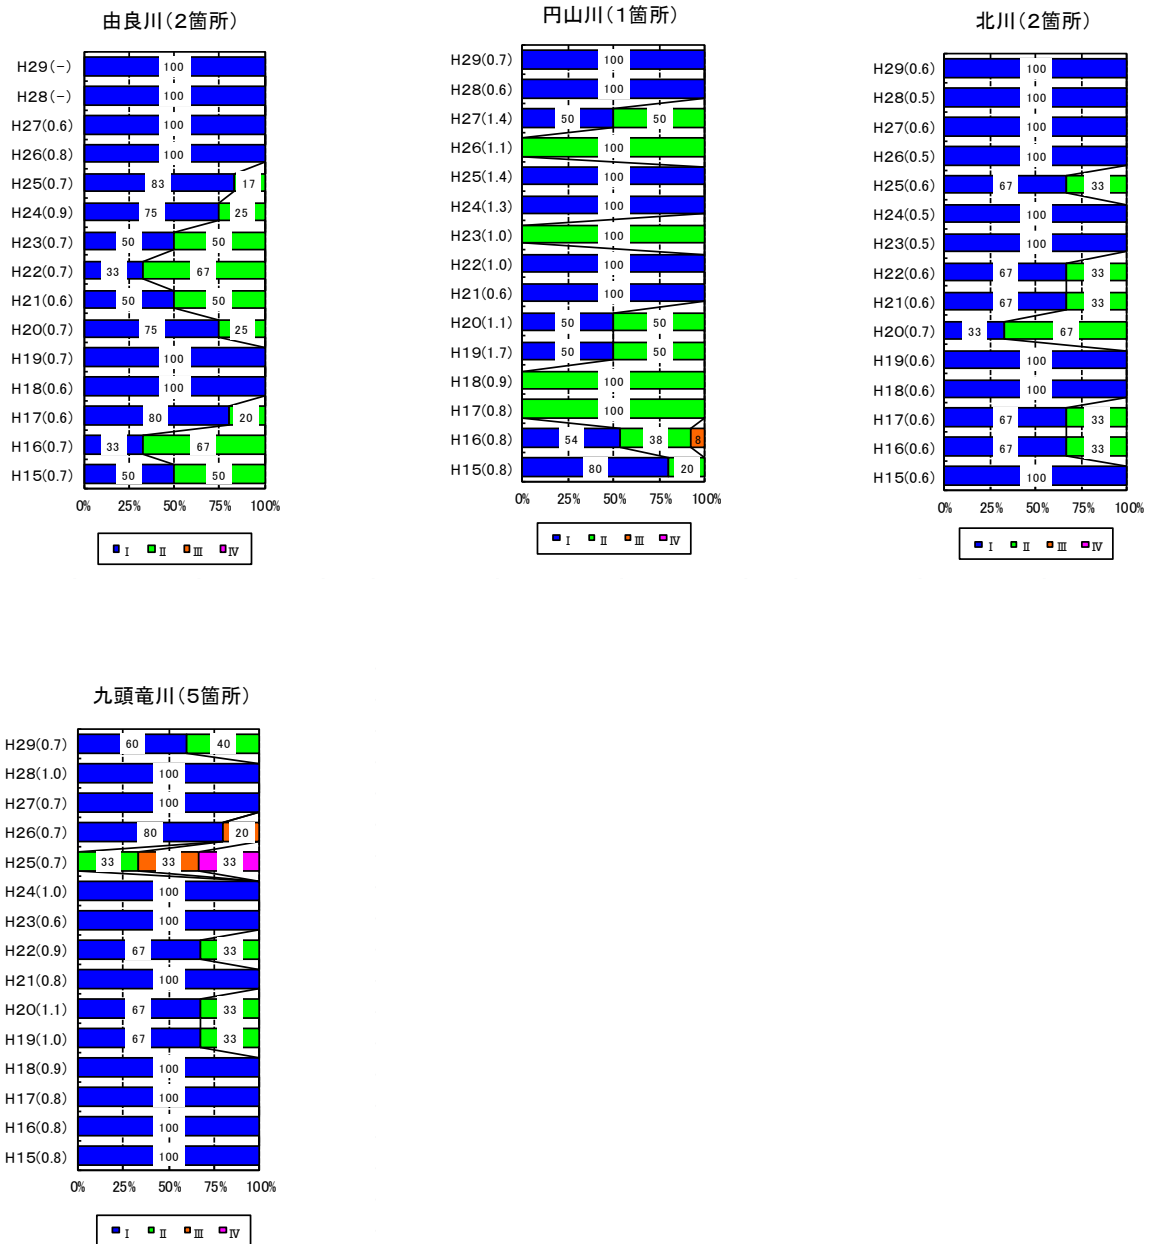 由良川(2箇所)
H29(-) 100
H28(-) 100
H27(0.6) 100
H26(0.8) 100
H25(0.7) 83 17
H24(0.9) 75 25
H23(0.7) 50 50
H22(0.7) 33 67
H21(0.6) 50 50
H20(0.7) 75 25
H19(0.7) 100
H18(0.6) 100
H17(0.6) 80 20
H16(0.7) 33 67
H15(0.7) 50 50
0% 25% 50% 75% 100%
Ⅰ Ⅱ Ⅲ Ⅳ
円山川(1箇所)
H29(0.7) 100
H28(0.6) 100
H27(1.4) 50 50
H26(1.1) 100
H25(1.4) 100
H24(1.3) 100
H23(1.0) 100
H22(1.0) 100
H21(0.6) 100
H20(1.1) 50 50
H19(1.7) 50 50
H18(0.9) 100
H17(0.8) 100
H16(0.8) 54 38 8
H15(0.8) 80 20
0% 25% 50% 75% 100%
Ⅰ Ⅱ Ⅲ Ⅳ
北川(2箇所)
H29(0.6) 100
H28(0.5) 100
H27(0.6) 100
H26(0.5) 100
H25(0.6) 67 33
H24(0.5) 100
H23(0.5) 100
H22(0.6) 67 33
H21(0.6) 67 33
H20(0.7) 33 67
H19(0.6) 100
H18(0.6) 100
H17(0.6) 67 33
H16(0.6) 67 33
H15(0.6) 100
0% 25% 50% 75% 100%
Ⅰ Ⅱ Ⅲ Ⅳ
九頭竜川(5箇所)
H29(0.7) 60 40
H28(1.0) 100
H27(0.7) 100
H26(0.7) 80 20
H25(0.7) 33 33 33
H24(1.0) 100
H23(0.6) 100
H22(0.9) 67 33
H21(0.8) 100
H20(1.1) 67 33
H19(1.0) 67 33
H18(0.9) 100
H17(0.8) 100
H16(0.8) 100
H15(0.8) 100
0% 25% 50% 75% 100%
Ⅰ Ⅱ Ⅲ Ⅳ